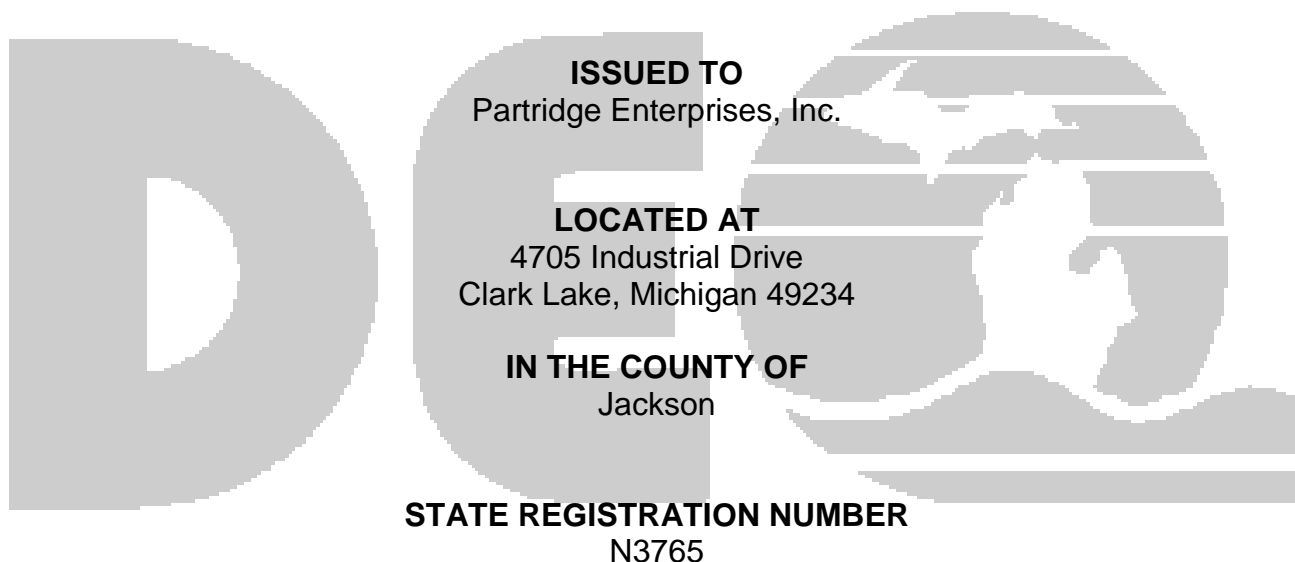 DEQ
ISSUED TO
Partridge Enterprises, Inc.
LOCATED AT
4705 Industrial Drive
Clark Lake, Michigan 49234
IN THE COUNTY OF
Jackson
STATE REGISTRATION NUMBER
N3765